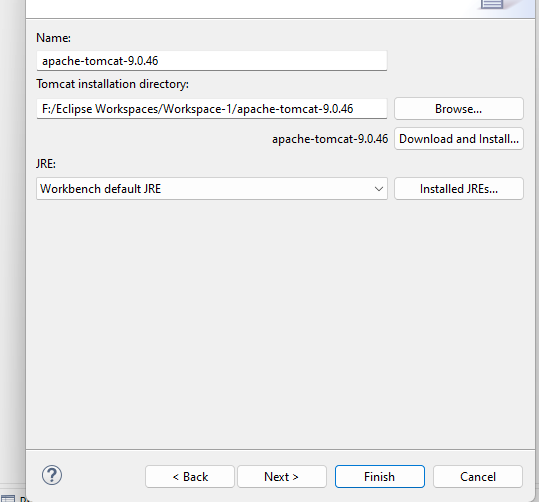 Name:
apache-tomcat-9.0.46
Tomcat installation directory:
F:/Eclipse Workspaces/Workspace-1/apache-tomcat-9.0.46
Browse...
apache-tomcat-9.0.46
Download and Install...
JRE:
Workbench default JRE
Installed JREs...
?
< Back
Next >
Finish
Cancel